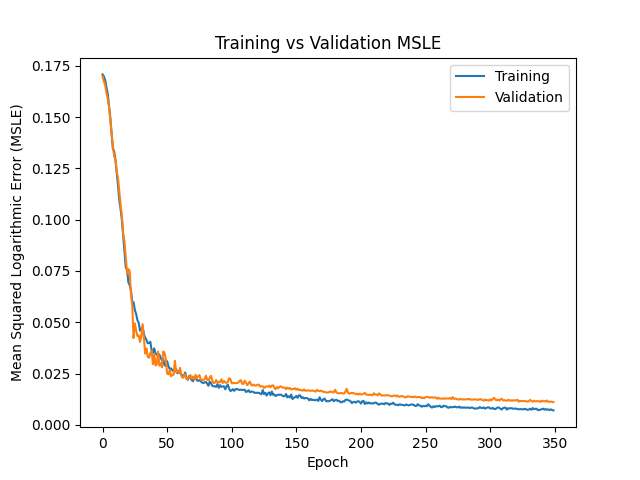 Training vs Validation MSLE
Training
Validation
Mean Squared Logarithmic Error (MSLE)
0.175
0.150
0.125
0.100
0.075
0.050
0.025
0.000
0 50 100 150 200 250 300 350
Epoch